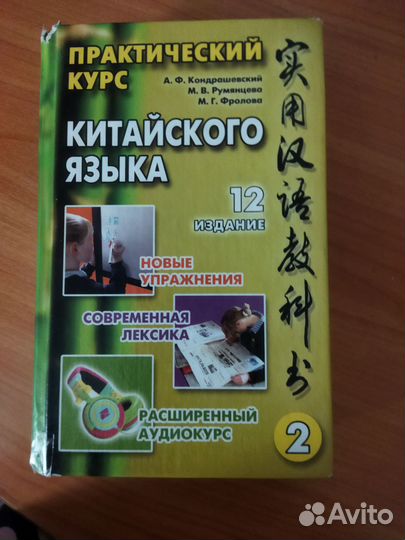 ПРАКТИЧЕСКИЙ
КУРС
А. Ф. Кондрашевский
М. В. Румянцева
М. Г. Фролова
КИТАЙСКОГО
ЯЗЫКА
12
ИЗДАНИЕ
НОВЫЕ
УПРАЖНЕНИЯ
СОВРЕМЕННАЯ
ЛЕКСИКА
РАСШИРЕННЫЙ
АУДИОКУРС
实用汉语教科书
2
Avito